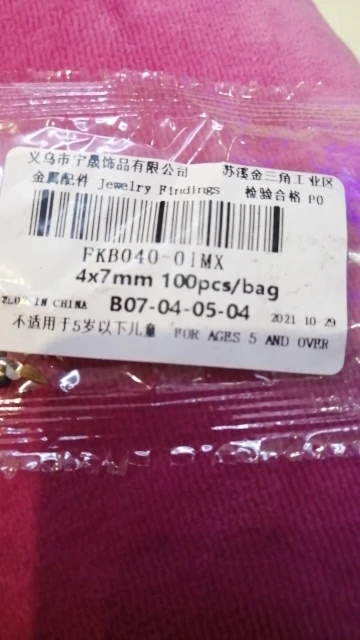 义乌市宁晟饰品有限公司 苏溪金三角工业区
金属配件 Jewelry Findings 检验合格 P0
FKB040-01MX
4x7mm 100pcs/bag
IN CHINA B07-04-05-04 2021 10 29
不适用于5岁以下儿童 FOR AGES 5 AND OVER